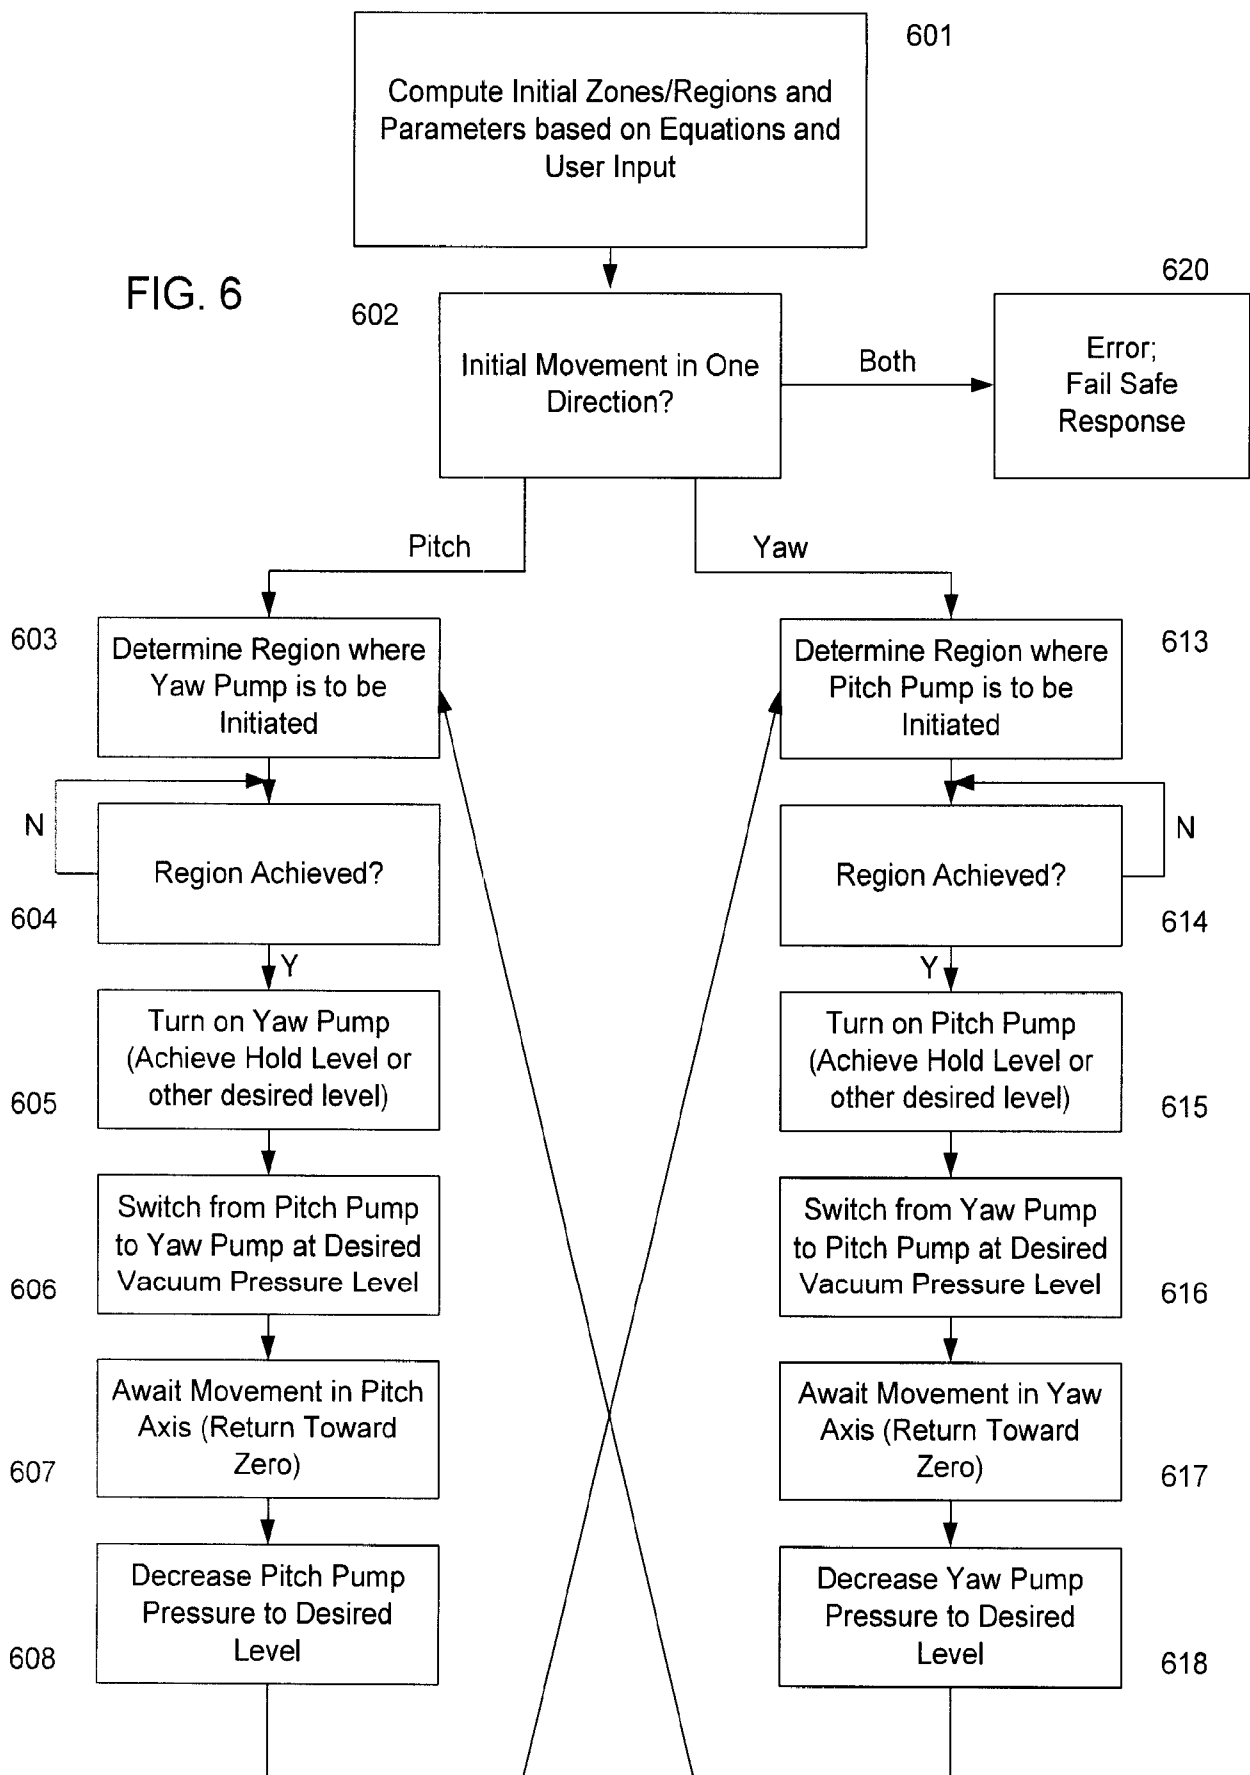 601
Compute Initial Zones/Regions and
Parameters based on Equations and
User Input
FIG. 6
602
Initial Movement in One
Direction?
Both
620
Error;
Fail Safe
Response
Pitch
Yaw
603
Determine Region where
Yaw Pump is to be
Initiated
N
Region Achieved?
604
Y
Turn on Yaw Pump
(Achieve Hold Level or
other desired level)
605
Switch from Pitch Pump
to Yaw Pump at Desired
Vacuum Pressure Level
606
Await Movement in Pitch
Axis (Return Toward
Zero)
607
Decrease Pitch Pump
Pressure to Desired
Level
608
613
Determine Region where
Pitch Pump is to be
Initiated
N
Region Achieved?
614
Y
Turn on Pitch Pump
(Achieve Hold Level or
other desired level)
615
Switch from Yaw Pump
to Pitch Pump at Desired
Vacuum Pressure Level
616
Await Movement in Yaw
Axis (Return Toward
Zero)
617
Decrease Yaw Pump
Pressure to Desired
Level
618